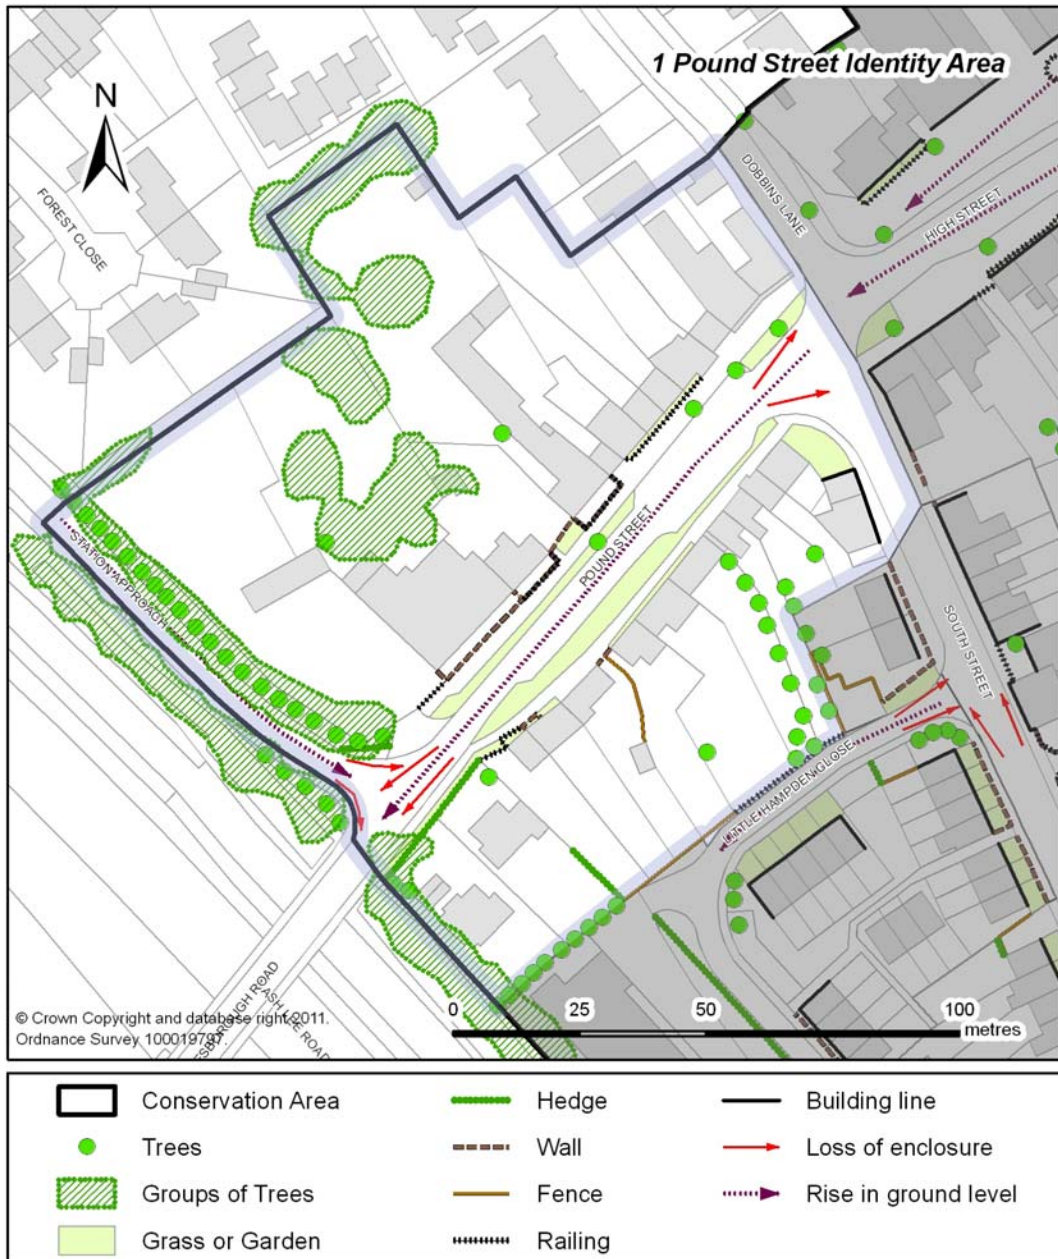 1 Pound Street Identity Area
N
FOREST CLOSE
DOBBINS LANE
HIGH STREET
STATION APPROACH
POUND STREET
SOUTH STREET
LITTLE HAMPDEN CLOSE
ROAD
ROAD
© Crown Copyright and database right 2011.
Ordnance Survey
0 25 50 100
metres
Conservation Area
Trees
Groups of Trees
Grass or Garden
Hedge
Wall
Fence
Railing
Building line
Loss of enclosure
Rise in ground level